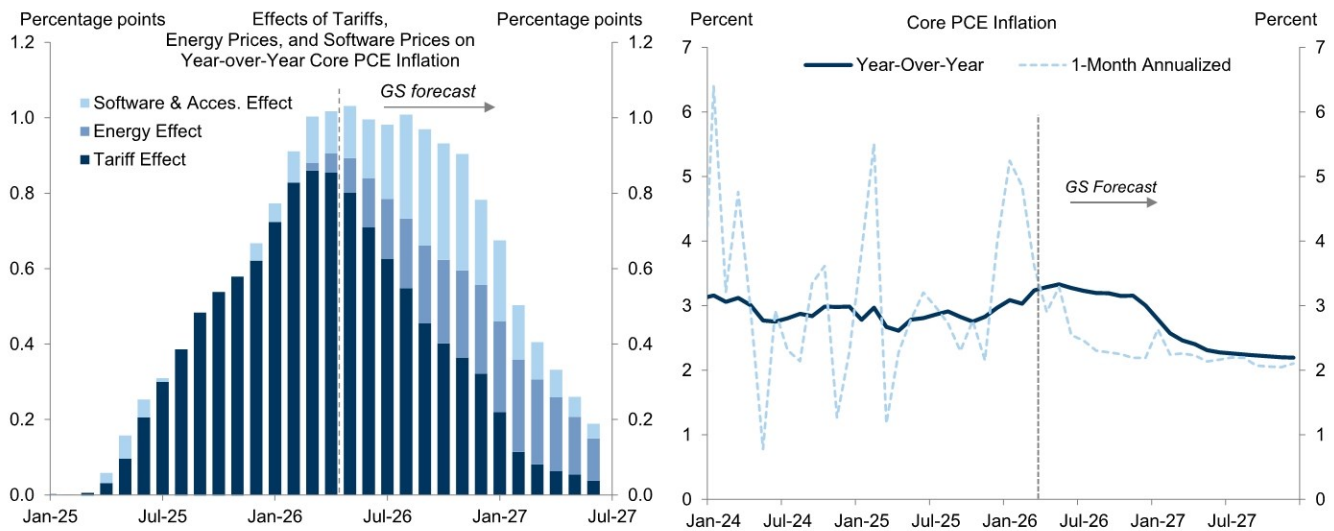 Percentage points
Effects of Tariffs,
Energy Prices, and Software Prices on
Year-over-Year Core PCE Inflation
Percentage points
1.2
1.0
0.8
0.6
0.4
0.2
0.0
1.2
1.0
0.8
0.6
0.4
0.2
0.0
GS forecast
Software & Acces. Effect
Energy Effect
Tariff Effect
Jan-25
Jul-25
Jan-26
Jul-26
Jan-27
Jul-27
Percent
Core PCE Inflation
Percent
7
6
5
4
3
2
1
0
7
6
5
4
3
2
1
0
Year-Over-Year
1-Month Annualized
GS Forecast
Jan-24
Jul-24
Jan-25
Jul-25
Jan-26
Jul-26
Jan-27
Jul-27